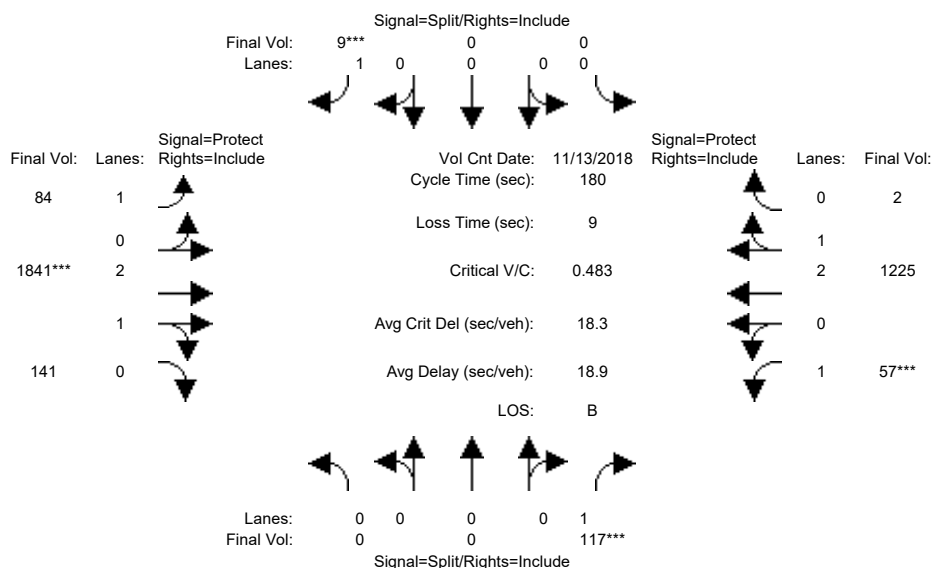 Signal=Split/Rights=Include
Final Vol: 9*** 0 0
Lanes: 1 0 0 0 0
Signal=Protect Signal=Protect
Final Vol: Lanes: Rights=Include Vol Cnt Date: 11/13/2018 Rights=Include Lanes: Final Vol:
Cycle Time (sec): 180
84 1 0 2
Loss Time (sec): 9
0 1
1841*** 2 Critical V/C: 0.483 2 1225
1 Avg Crit Del (sec/veh): 18.3 0
141 0 Avg Delay (sec/veh): 18.9 1 57***
LOS: B
Lanes: 0 0 0 0 1
Final Vol: 0 0 117***
Signal=Split/Rights=Include